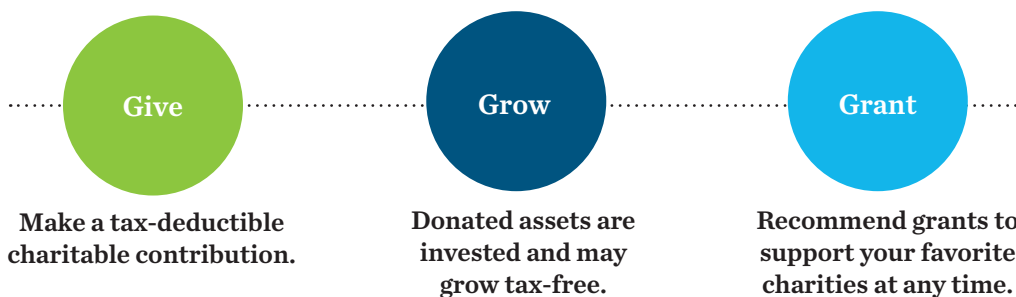 Give
Make a tax-deductible
charitable contribution.
Grow
Donated assets are
invested and may
grow tax-free.
Grant
Recommend grants to
support your favorite
charities at any time.